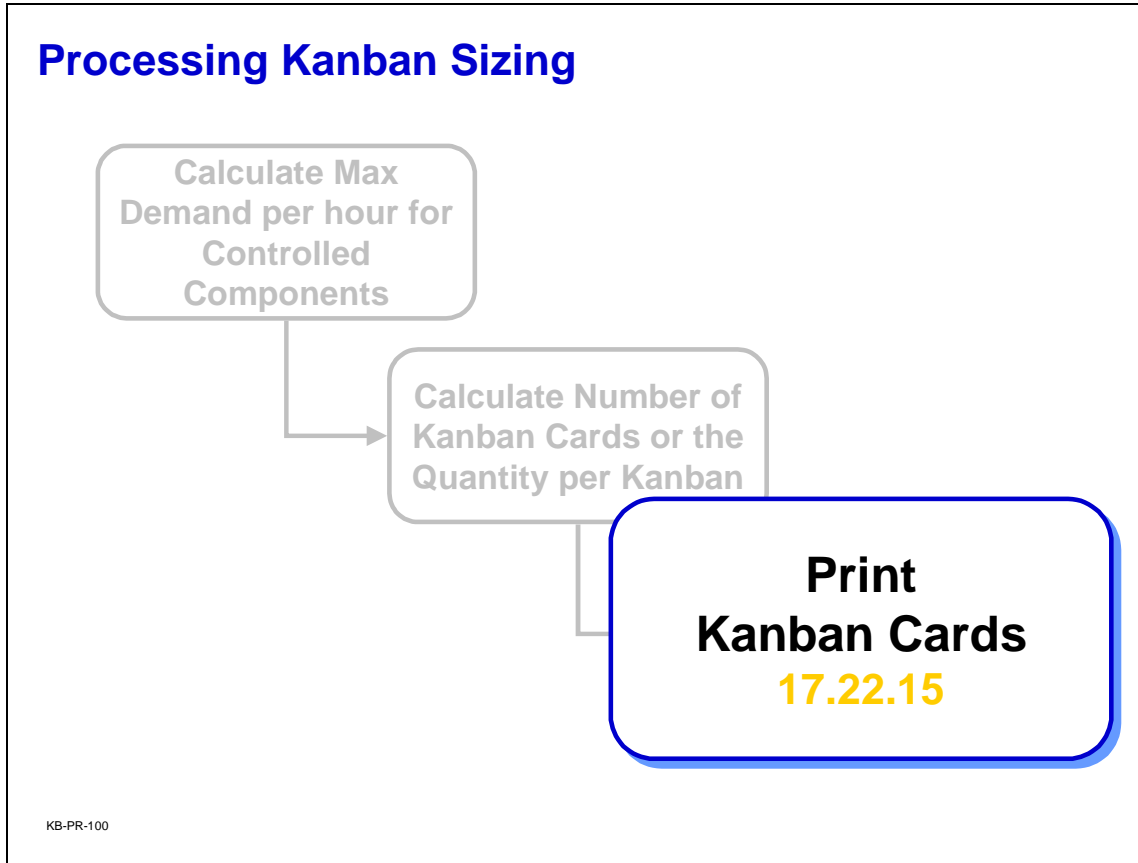 Processing Kanban Sizing
Calculate Max
Demand per hour for
Controlled
Components
Calculate Number of
Kanban Cards or the
Quantity per Kanban
Print
Kanban Cards
17.22.15
KB-PR-100